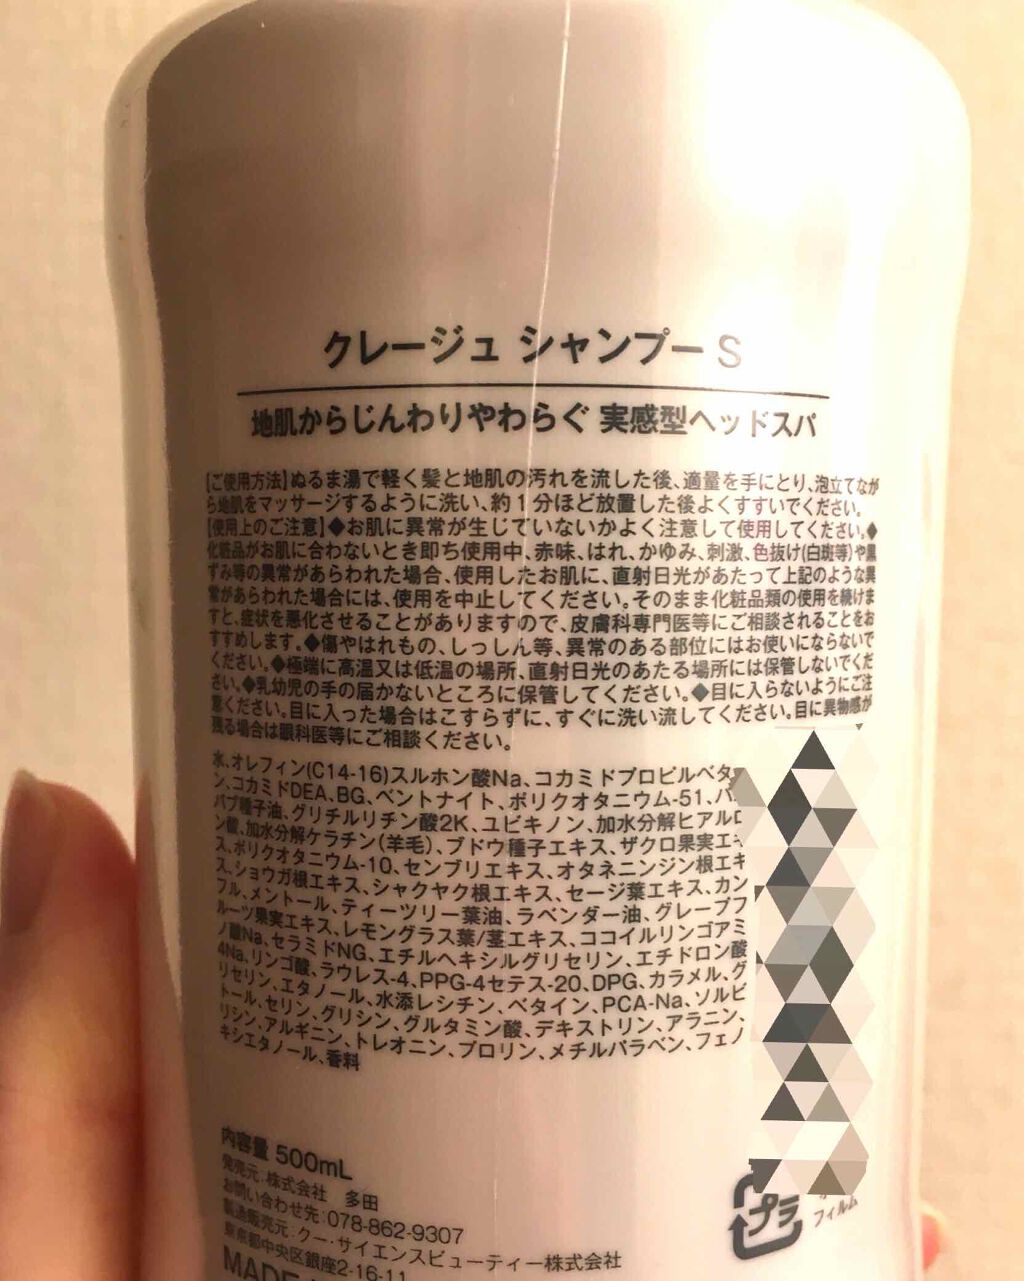 クレージュ シャンプー S
地肌からじんわりやわらぐ 実感型ヘッドスパ
【ご使用方法】ぬるま湯で軽く髪と地肌の汚れを流した後、適量を手にとり、泡立てなが
ら地肌をマッサージするように洗い、約1分ほど放置した後よくすすいでください。
【使用上のご注意】◆お肌に異常が生じていないかよく注意して使用してください。◆
化粧品がお肌に合わないとき即ち使用中、赤味、はれ、かゆみ、刺激、色抜け(白斑等)や黒
ずみ等の異常があらわれた場合、使用したお肌に、直射日光があたって上記のような異
常があらわれた場合には、使用を中止してください。そのまま化粧品類の使用を続けま
すと、症状を悪化させることがありますので、皮膚科専門医等にご相談されることをお
すすめします。◆傷やはれもの、しっしん等、異常のある部位にはお使いにならないで
ください。◆極端に高温又は低温の場所、直射日光のあたる場所には保管しないでくだ
さい。◆乳幼児の手の届かないところに保管してください。◆目に入らないようにご注
意ください。目に入った場合はこすらずに、すぐに洗い流してください。目に異物感が
残る場合は眼科医等にご相談ください。
水、オレフィン(C14-16)スルホン酸Na、コカミドプロピルベタ
ン、コカミドDEA、BG、ベントナイト、ポリクオタニウム-51、バ
バブ種子油、グリチルリチン酸2K、ユビキノン、加水分解ヒアルロ
ン酸、加水分解ケラチン(羊毛)、ブドウ種子エキス、ザクロ果実エキ
ス、ポリクオタニウム-10、センブリエキス、オタネニンジン根エキ
ス、ショウガ根エキス、シャクヤク根エキス、セージ葉エキス、カン
フル、メントール、ティーツリー葉油、ラベンダー油、グレープフ
ルーツ果実エキス、レモングラス葉/茎エキス、ココイルリンゴアミ
ノ酸Na、セラミドNG、エチルヘキシルグリセリン、エチドロン酸
4Na、リンゴ酸、ラウレス-4、PPG-4セテス-20、DPG、カラメル、グ
リセリン、エタノール、水添レシチン、ベタイン、PCA-Na、ソルビ
トール、セリン、グリシン、グルタミン酸、デキストリン、アラニン、
リシン、アルギニン、トレオニン、プロリン、メチルパラベン、フェノ
キシエタノール、香料
内容量 500mL
発売元:株式会社 多田
お問い合わせ先:078-862-9307
製造販売元:クー・サイエンスビューティー株式会社
東京都中央区銀座2-16-11
MADE
プラ
フィルム